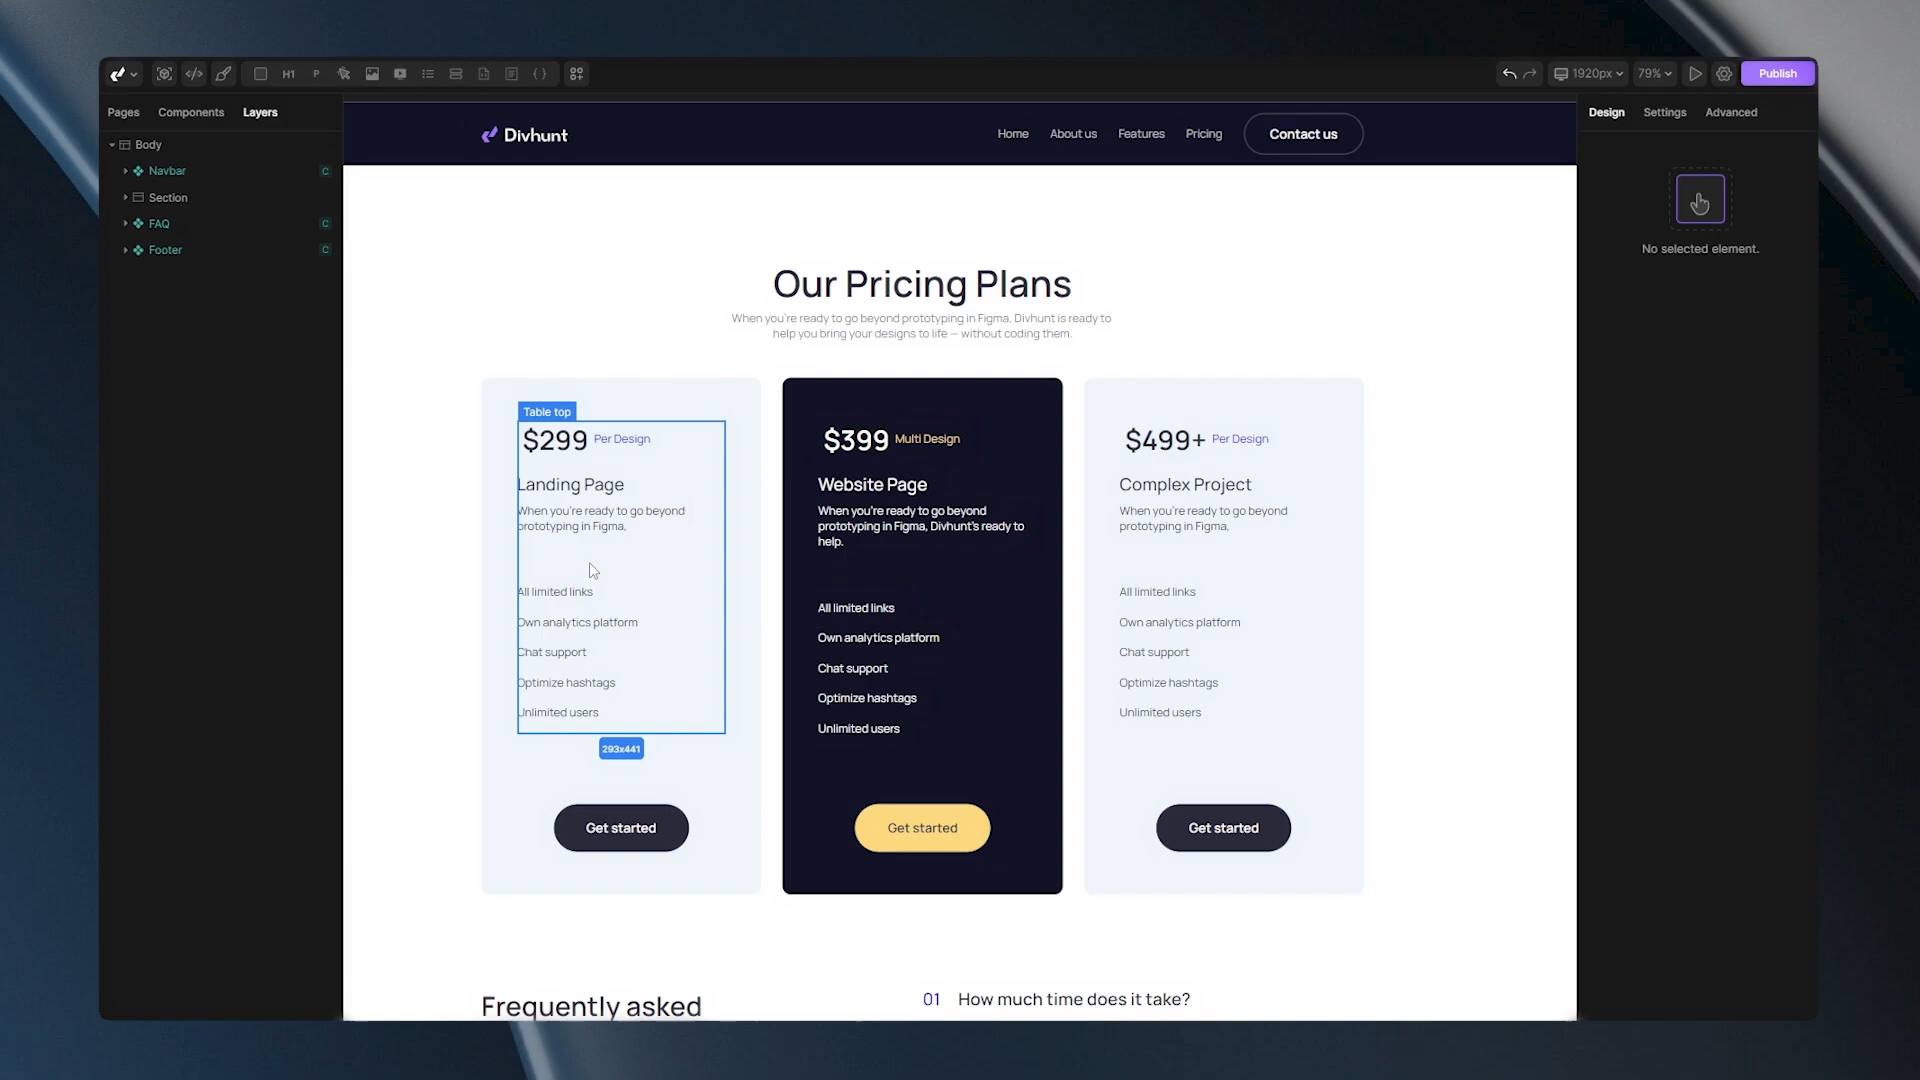 H1
P
1920px
79%
Publish
Pages Components Layers
Body
Navbar C
Section
FAQ C
Footer C
Divhunt
Home About us Features Pricing Contact us
Design Settings Advanced
No selected element.
Our Pricing Plans
When you're ready to go beyond prototyping in Figma, Divhunt is ready to
help you bring your designs to life — without coding them.
Table top
$299 Per Design
Landing Page
When you're ready to go beyond
prototyping in Figma,
All limited links
Own analytics platform
Chat support
Optimize hashtags
Unlimited users
293x441
Get started
$399 Multi Design
Website Page
When you're ready to go beyond
prototyping in Figma, Divhunt's ready to
help.
All limited links
Own analytics platform
Chat support
Optimize hashtags
Unlimited users
Get started
$499+ Per Design
Complex Project
When you're ready to go beyond
prototyping in Figma,
All limited links
Own analytics platform
Chat support
Optimize hashtags
Unlimited users
Get started
Frequently asked
01 How much time does it take?